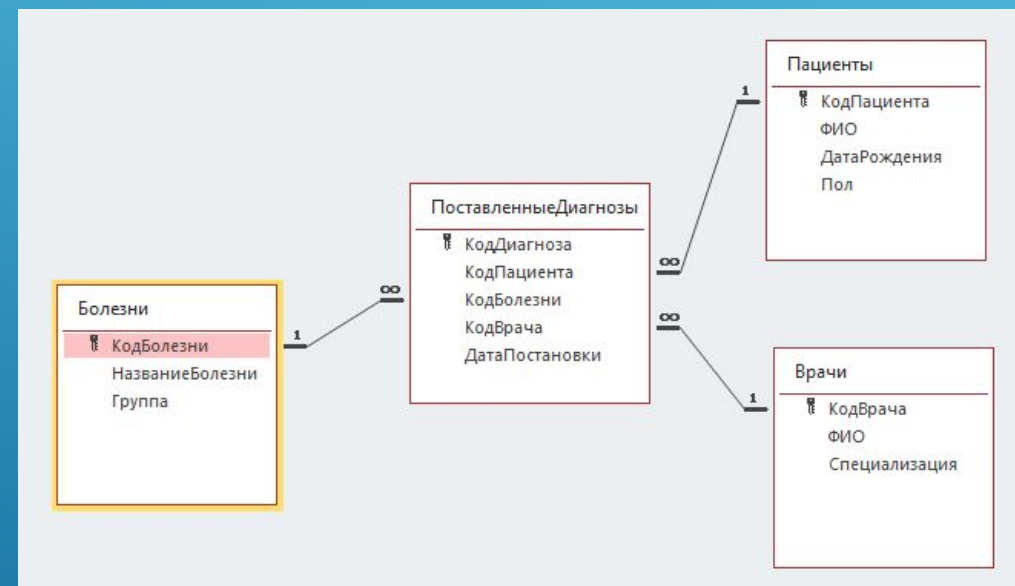 Болезни
КодБолезни
НазваниеБолезни
Группа
1
∞
ПоставленныеДиагнозы
КодДиагноза
КодПациента
КодБолезни
КодВрача
ДатаПостановки
∞
∞
1
Пациенты
КодПациента
ФИО
ДатаРождения
Пол
1
Врачи
КодВрача
ФИО
Специализация